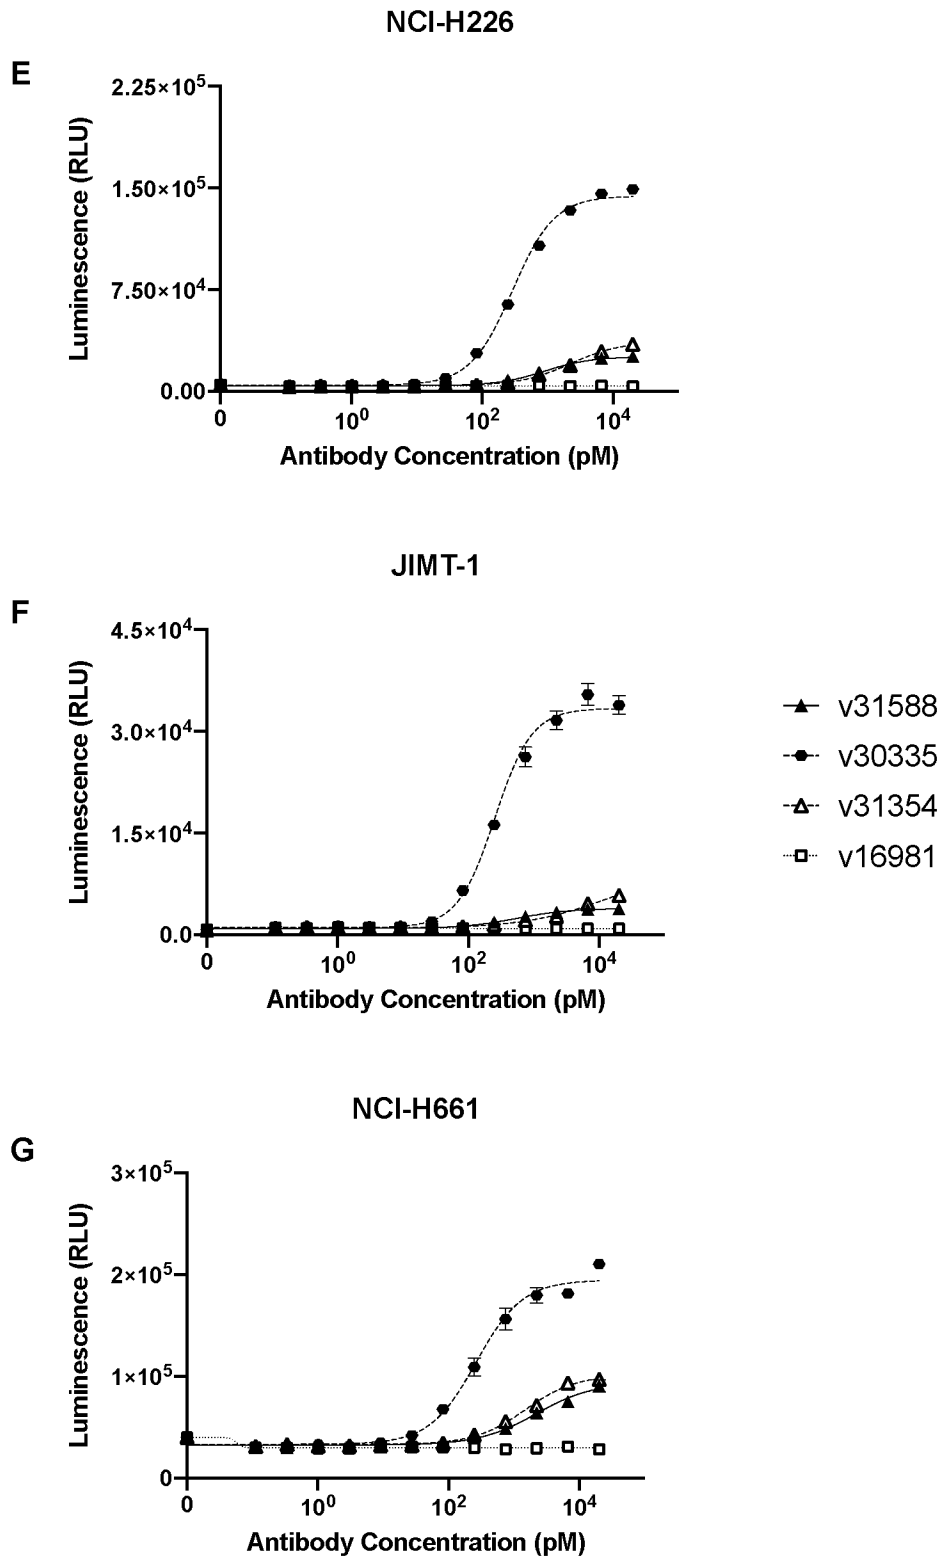 NCI-H226
E
2.25×10⁵
1.50×10⁵
7.50×10⁴
0.00
Luminescence (RLU)
0 10⁰ 10² 10⁴
Antibody Concentration (pM)
JIMT-1
F
4.5×10⁴
3.0×10⁴
1.5×10⁴
0.0
Luminescence (RLU)
0 10⁰ 10² 10⁴
Antibody Concentration (pM)
v31588
v30335
v31354
v16981
NCI-H661
G
3×10⁵
2×10⁵
1×10⁵
0
Luminescence (RLU)
0 10⁰ 10² 10⁴
Antibody Concentration (pM)